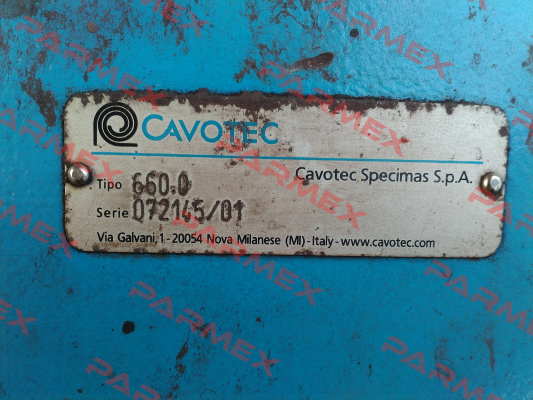 CAVOTEC
Cavotec Specimas S.p.A.
Tipo 660.0
Serie 072145/01
Via Galvani,1-20054 Nova Milanese (MI)-Italy-www.cavotec.com
PARMEX